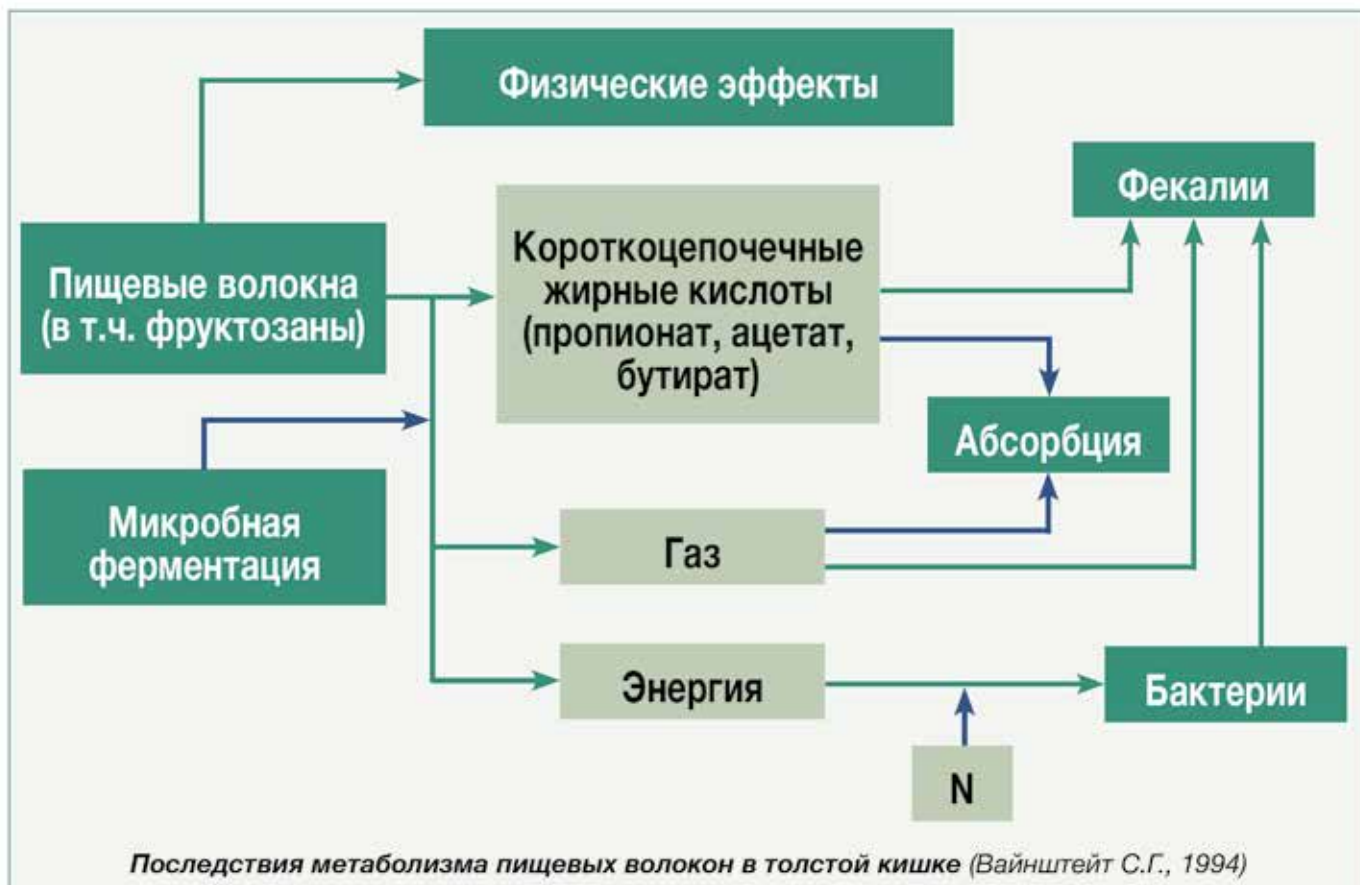 Физические эффекты
Фекалии
Пищевые волокна
(в т.ч. фруктозаны)
Короткоцепочечные
жирные кислоты
(пропионат, ацетат,
бутират)
Абсорбция
Микробная
ферментация
Газ
Энергия
Бактерии
N
Последствия метаболизма пищевых волокон в толстой кишке (Вайнштейт С.Г., 1994)